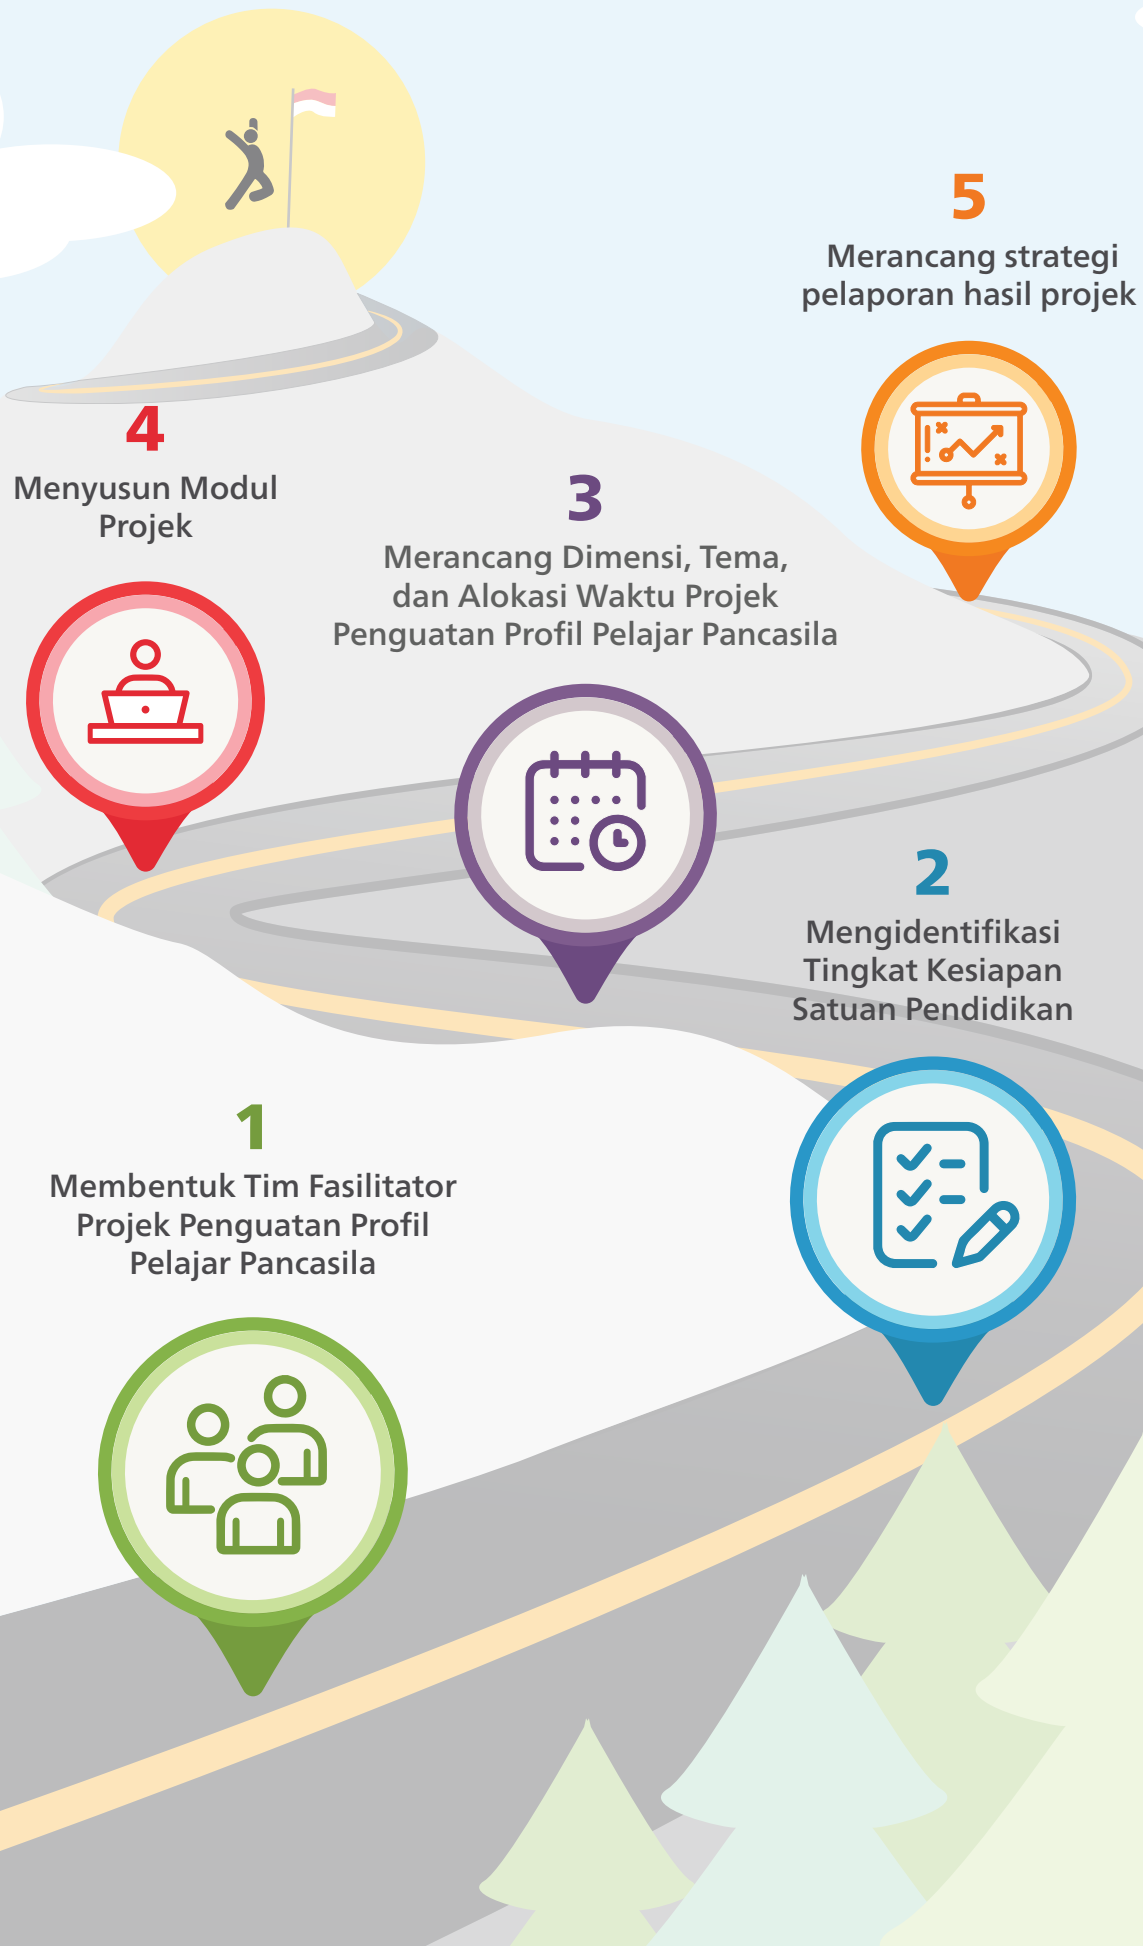 5
Merancang strategi
pelaporan hasil projek
4
Menyusun Modul
Projek
3
Merancang Dimensi, Tema,
dan Alokasi Waktu Projek
Penguatan Profil Pelajar Pancasila
2
Mengidentifikasi
Tingkat Kesiapan
Satuan Pendidikan
1
Membentuk Tim Fasilitator
Projek Penguatan Profil
Pelajar Pancasila